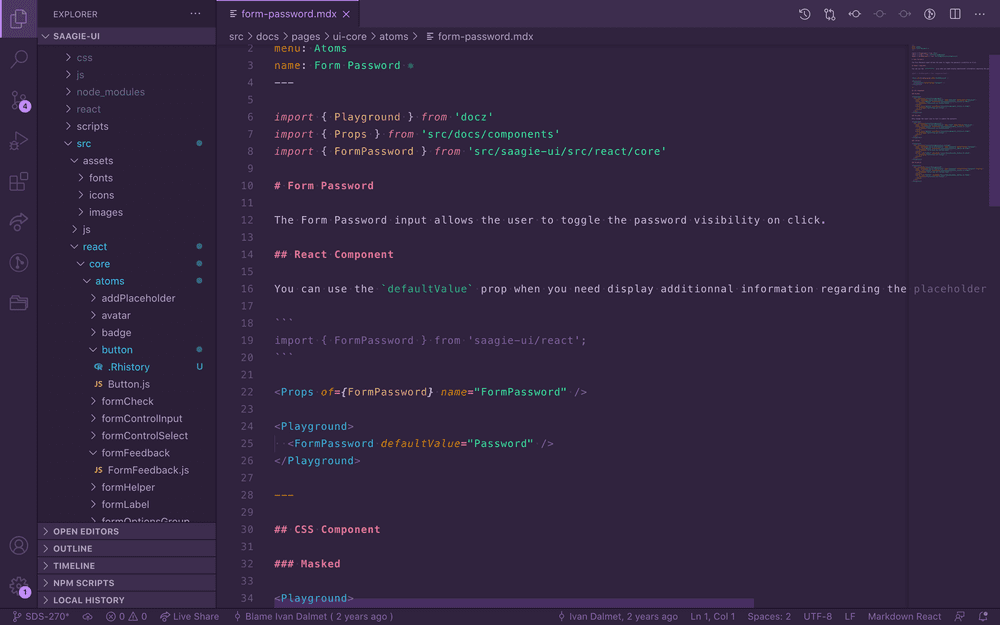 EXPLORER
SAAGIE-UI
css
js
node_modules
react
scripts
src
assets
fonts
icons
images
js
react
core
atoms
addPlaceholder
avatar
badge
button
.Rhistory U
JS Button.js
formCheck
formControlInput
formControlSelect
formFeedback
JS FormFeedback.js
formHelper
formLabel
formOptionsGroup
OPEN EDITORS
OUTLINE
TIMELINE
NPM SCRIPTS
LOCAL HISTORY
4
1
form-password.mdx
src > docs > pages > ui-core > atoms > form-password.mdx
2 menu: Atoms
3 name: Form Password
4 ---
5
6 import { Playground } from 'docz'
7 import { Props } from 'src/docs/components'
8 import { FormPassword } from 'src/saagie-ui/src/react/core'
9
10 # Form Password
11
12 The Form Password input allows the user to toggle the password visibility on click.
13
14 ## React Component
15
16 You can use the `defaultValue` prop when you need display additionnal information regarding the placeholder
17
18 ```
19 import { FormPassword } from 'saagie-ui/react';
20 ```
21
22 <Props of={FormPassword} name="FormPassword" />
23
24 <Playground>
25 <FormPassword defaultValue="Password" />
26 </Playground>
27
28 ---
29
30 ## CSS Component
31
32 ### Masked
33
34 <Playground>
SDS-270* 0 0 Live Share Blame Ivan Dalmet ( 2 years ago ) Ivan Dalmet, 2 years ago Ln 1, Col 1 Spaces: 2 UTF-8 LF Markdown React